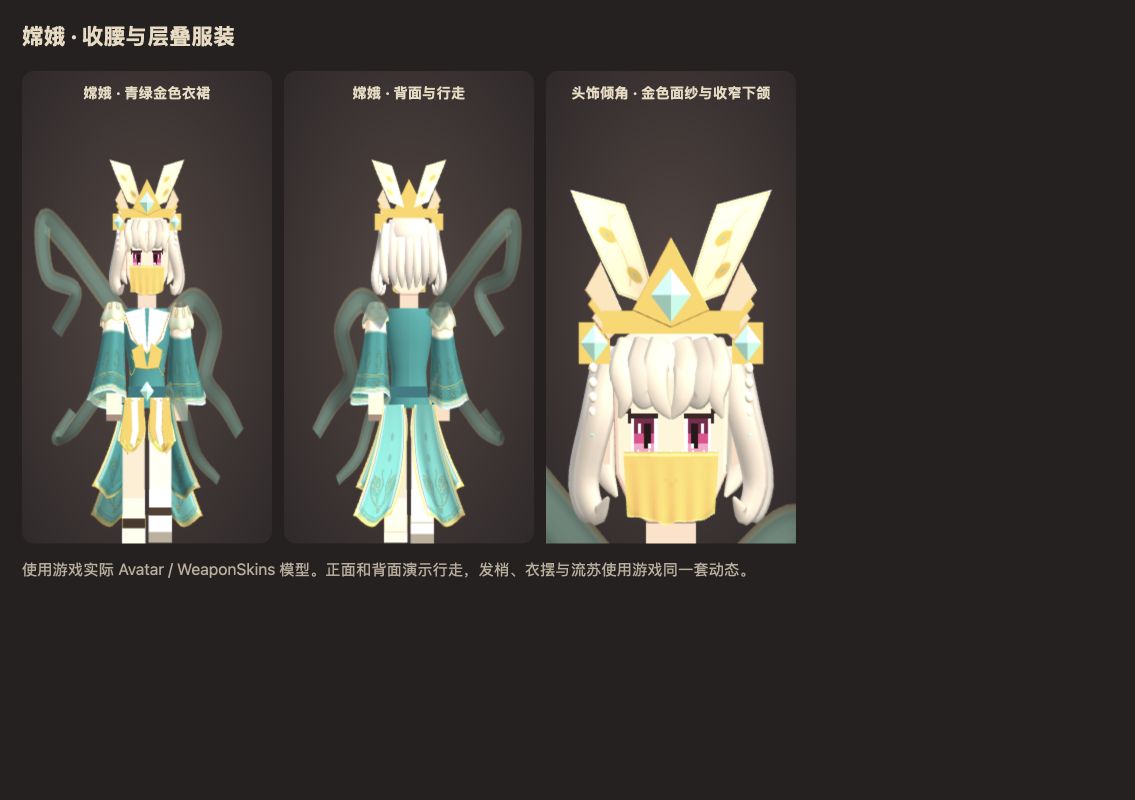 嫦娥 · 收腰与层叠服装
嫦娥 · 青绿金色衣裙
嫦娥 · 背面与行走
头饰倾角 · 金色面纱与收窄下颌
使用游戏实际 Avatar / WeaponSkins 模型。正面和背面演示行走，发梢、衣摆与流苏使用游戏同一套动态。